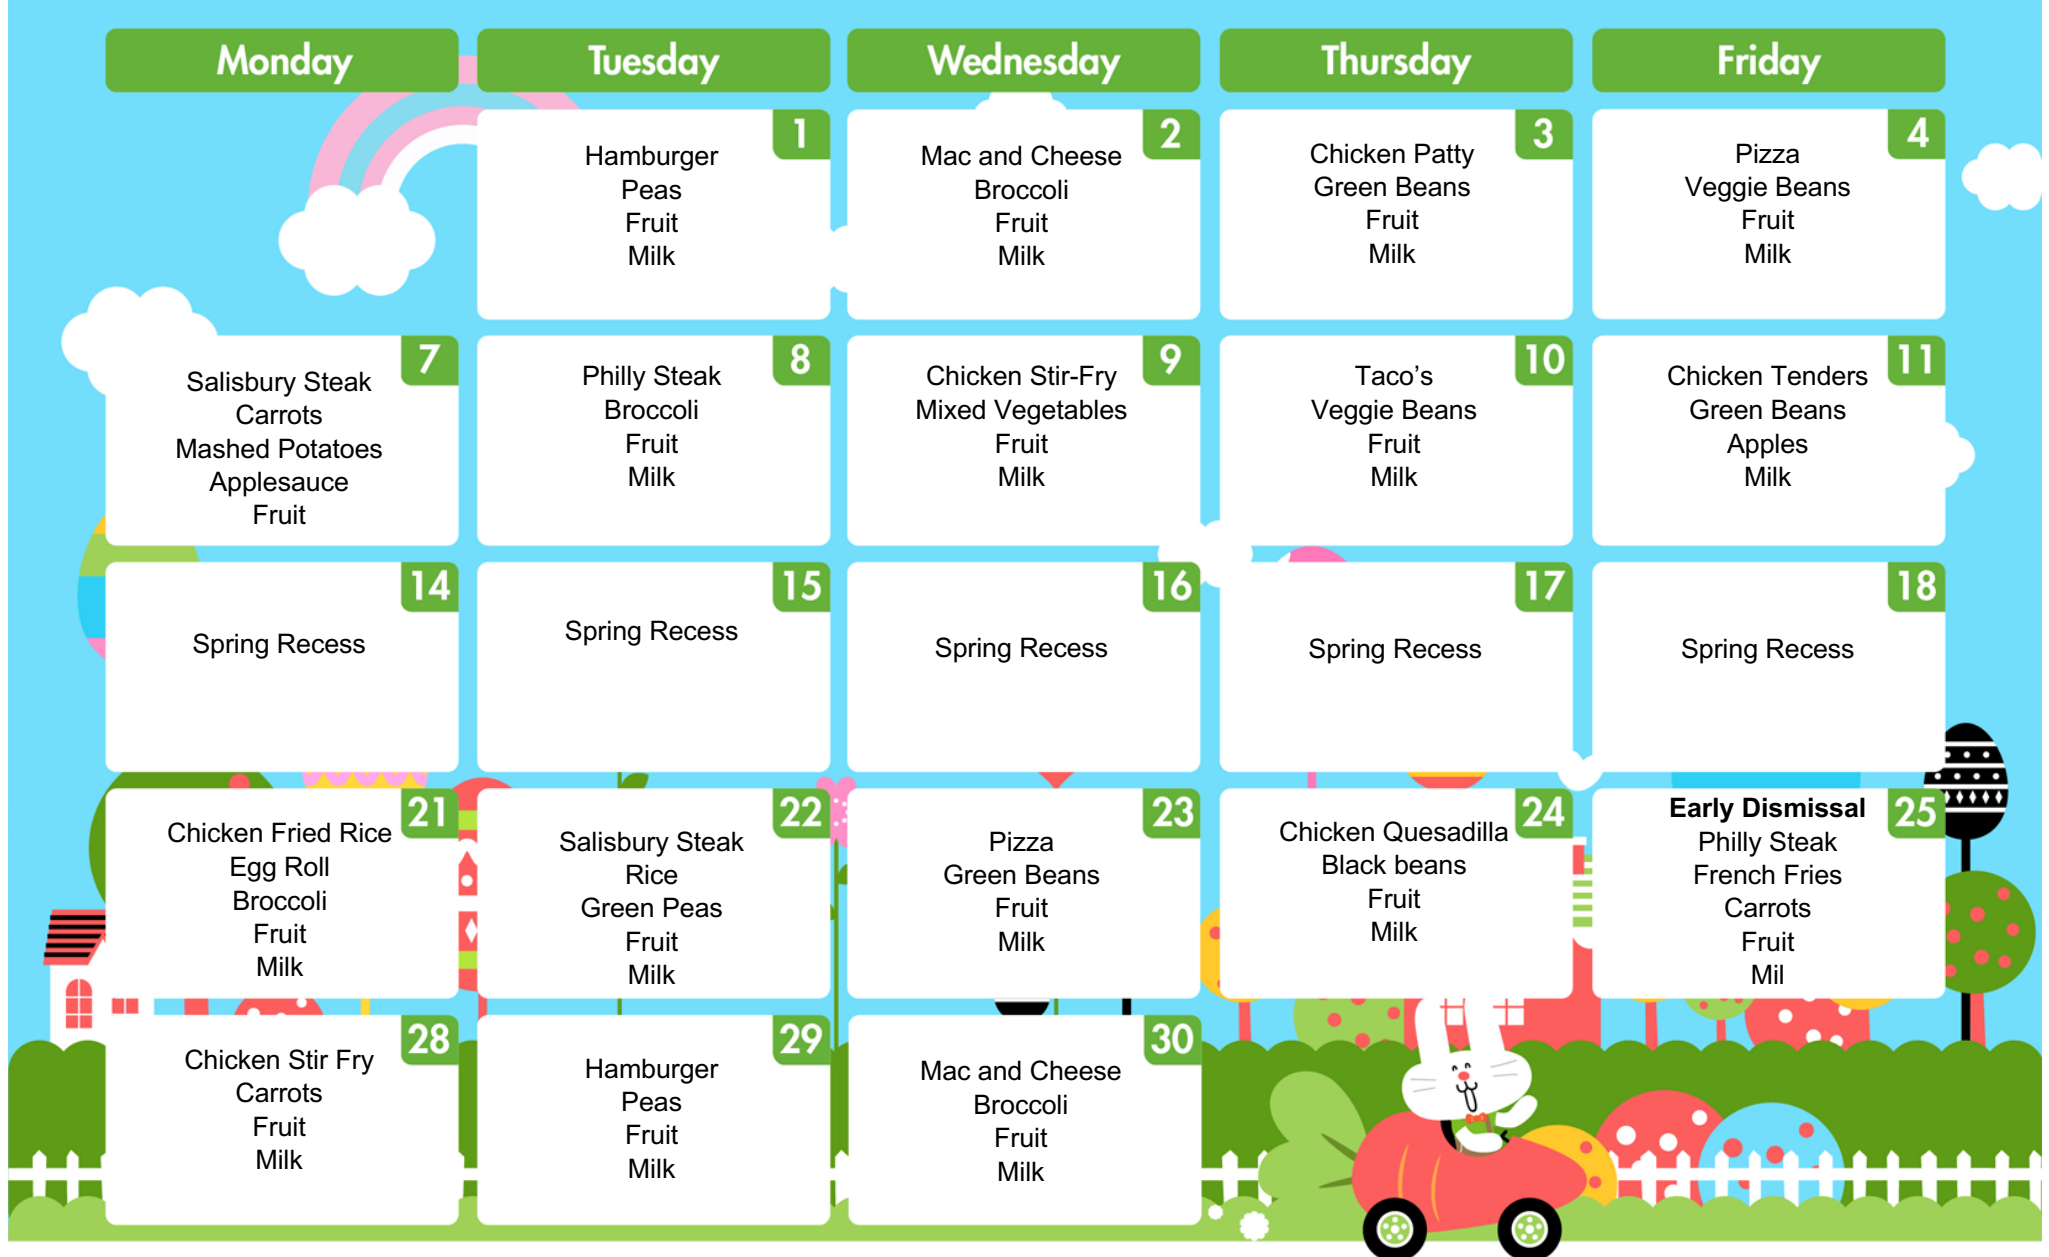 Monday
Tuesday
Wednesday
Thursday
Friday
1
Hamburger
Peas
Fruit
Milk
2
Mac and Cheese
Broccoli
Fruit
Milk
3
Chicken Patty
Green Beans
Fruit
Milk
4
Pizza
Veggie Beans
Fruit
Milk
7
Salisbury Steak
Carrots
Mashed Potatoes
Applesauce
Fruit
8
Philly Steak
Broccoli
Fruit
Milk
9
Chicken Stir-Fry
Mixed Vegetables
Fruit
Milk
10
Taco’s
Veggie Beans
Fruit
Milk
11
Chicken Tenders
Green Beans
Apples
Milk
14
Spring Recess
15
Spring Recess
16
Spring Recess
17
Spring Recess
18
Spring Recess
21
Chicken Fried Rice
Egg Roll
Broccoli
Fruit
Milk
22
Salisbury Steak
Rice
Green Peas
Fruit
Milk
23
Pizza
Green Beans
Fruit
Milk
24
Chicken Quesadilla
Black beans
Fruit
Milk
25
Early Dismissal
Philly Steak
French Fries
Carrots
Fruit
Mil
28
Chicken Stir Fry
Carrots
Fruit
Milk
29
Hamburger
Peas
Fruit
Milk
30
Mac and Cheese
Broccoli
Fruit
Milk